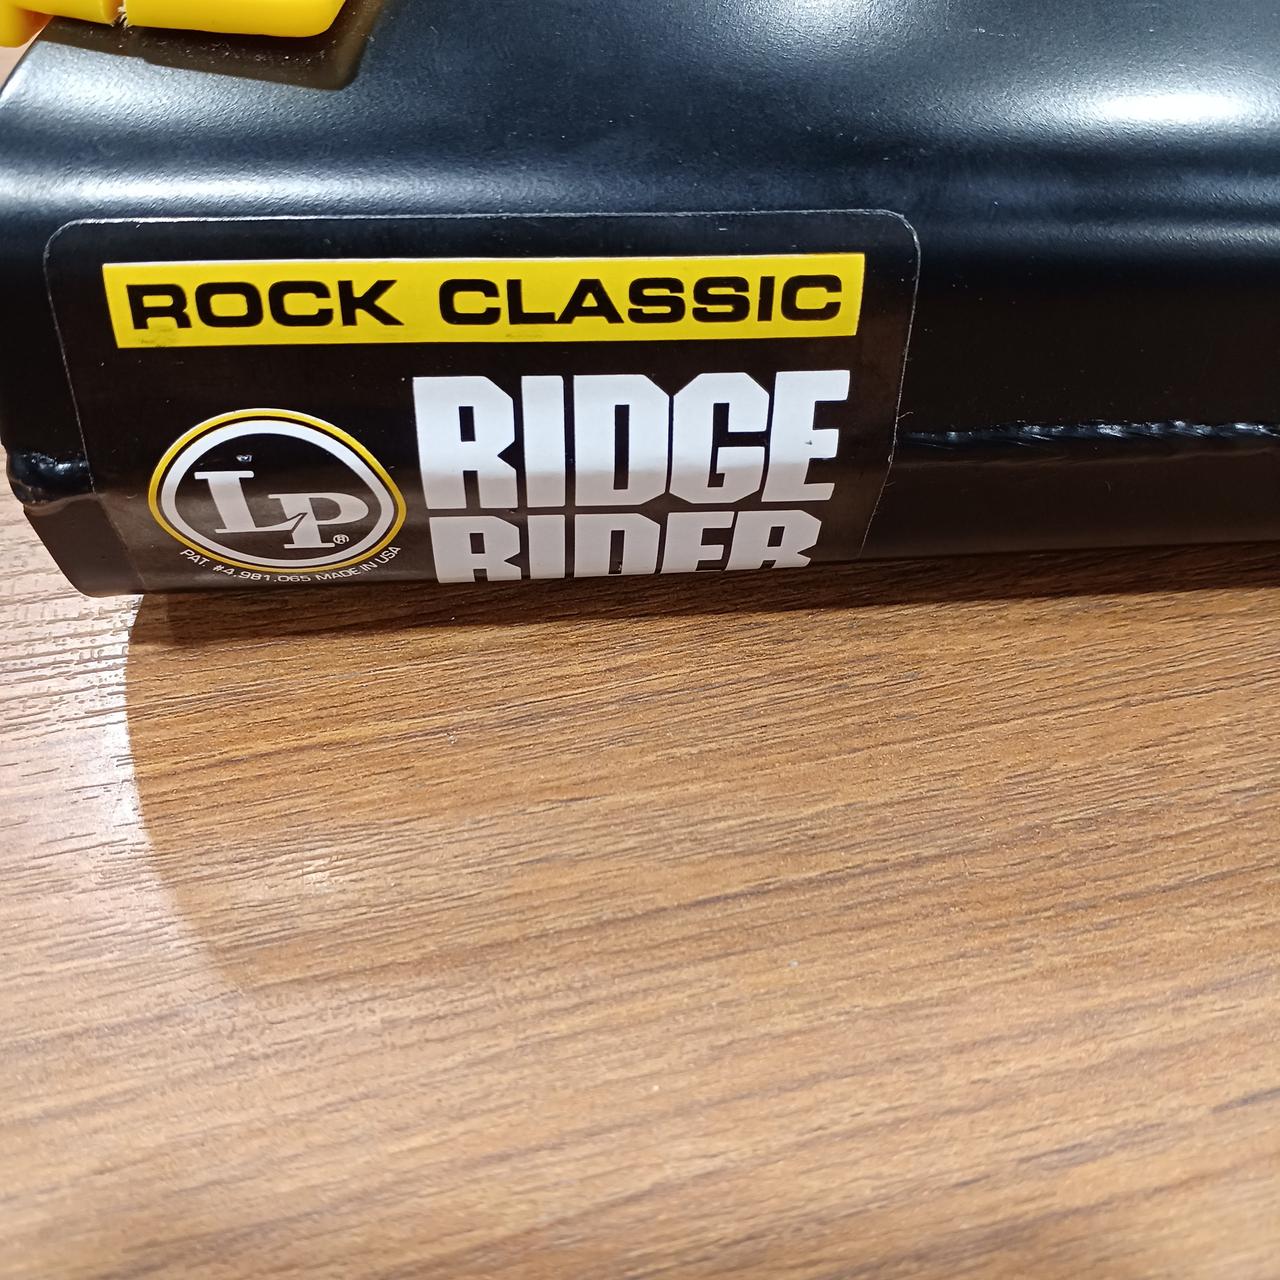 ROCK CLASSIC
RIDGE
RIDER
LP®
PAT. #4.981.065 MADE IN USA